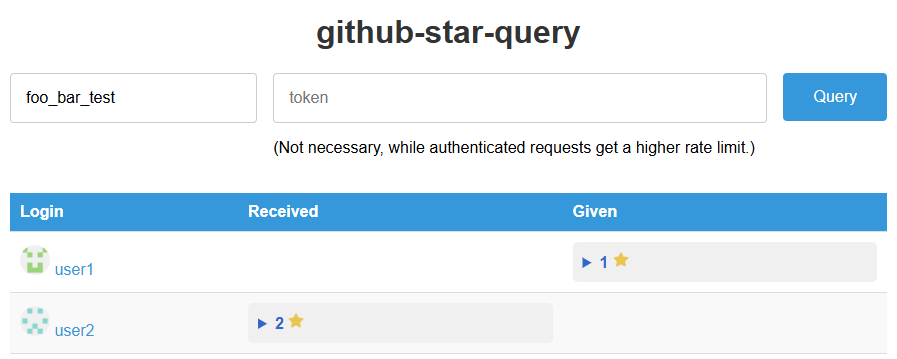 github-star-query
foo_bar_test
token
Query
(Not necessary, while authenticated requests get a higher rate limit.)
Login Received Given
user1 1
user2 2